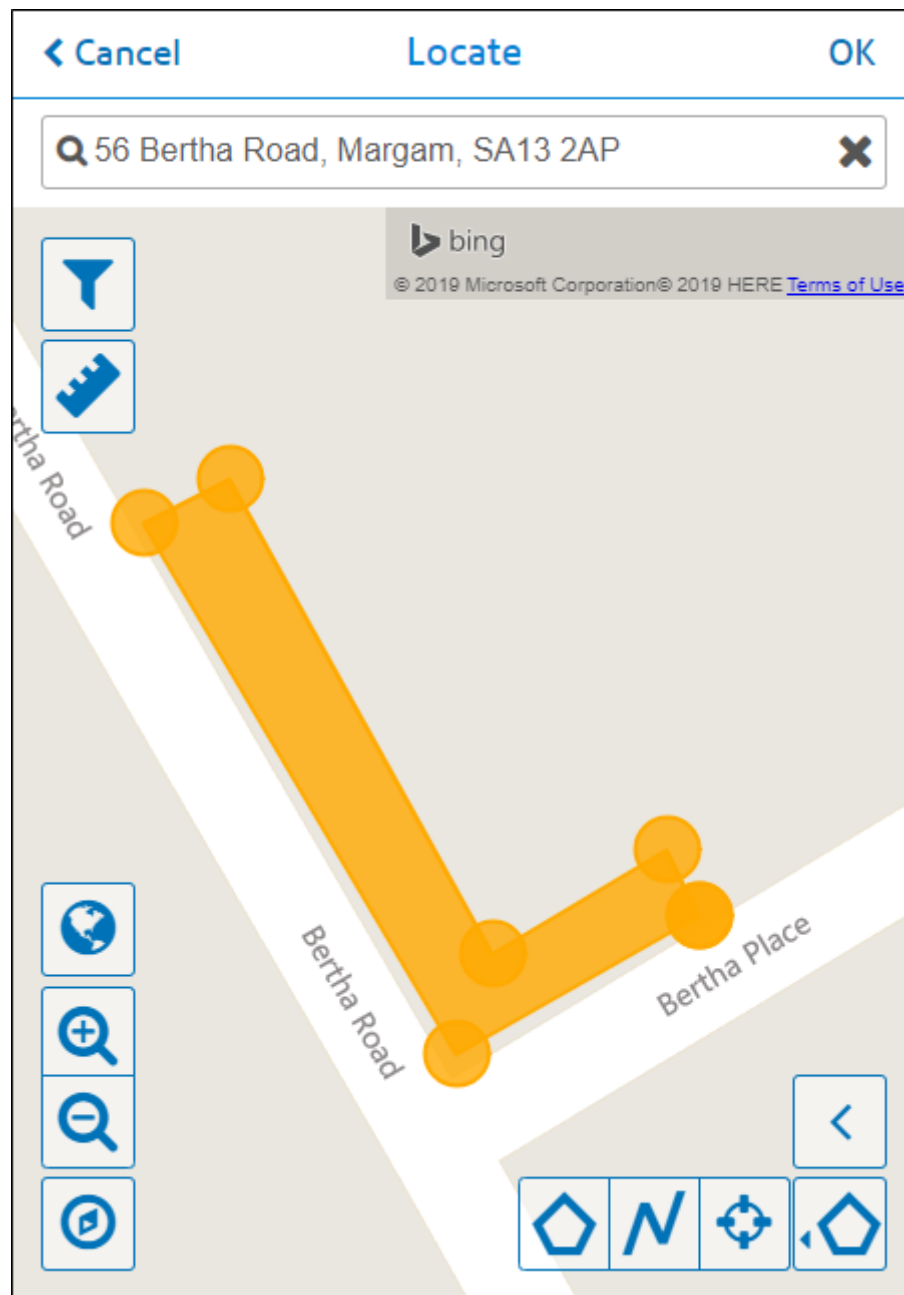 Cancel Locate OK
56 Bertha Road, Margam, SA13 2AP
bing
© 2019 Microsoft Corporation© 2019 HERE Terms of Use
Road
Bertha Road
Bertha Place